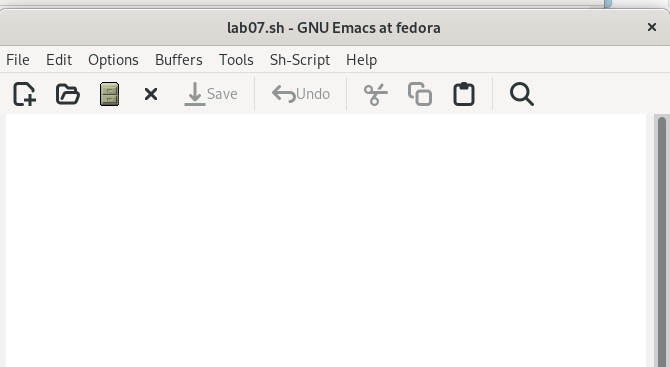 lab07.sh - GNU Emacs at fedora
File Edit Options Buffers Tools Sh-Script Help
Save Undo